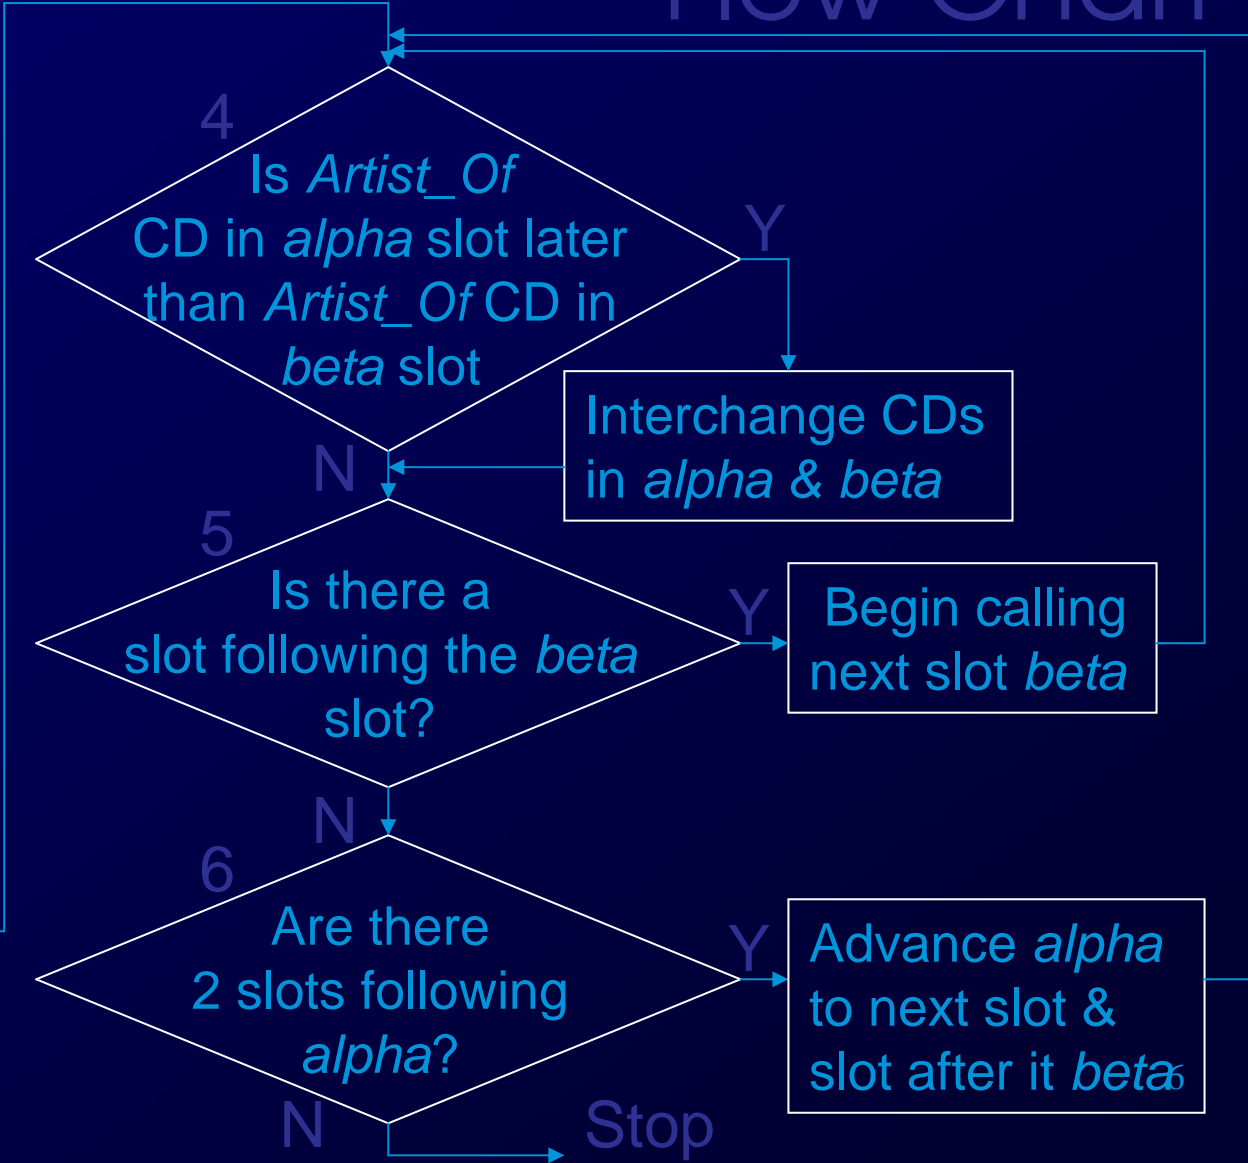 4
Is Artist_Of
CD in alpha slot later
than Artist_Of CD in
beta slot
Y
Interchange CDs
in alpha & beta
N
5
Is there a
slot following the beta
slot?
Y
Begin calling
next slot beta
N
6
Are there
2 slots following
alpha?
Y
Advance alpha
to next slot &
slot after it beta
6
N
Stop